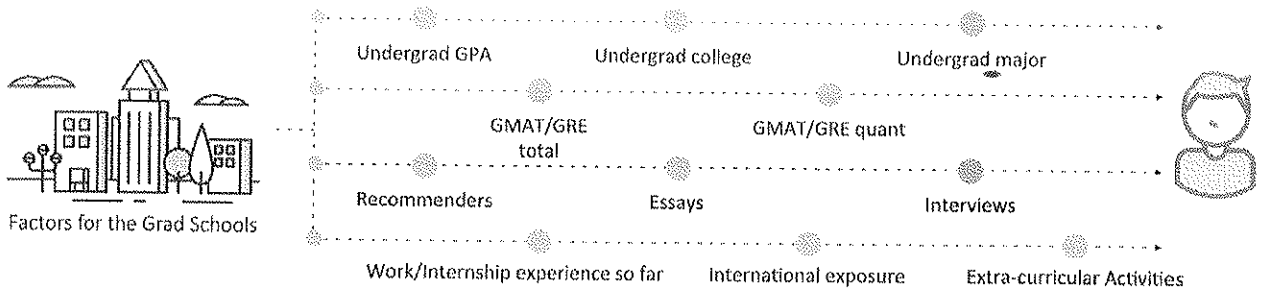 Undergrad GPA
Undergrad college
Undergrad major
GMAT/GRE
total
GMAT/GRE quant
Recommenders
Essays
Interviews
Factors for the Grad Schools
Work/Internship experience so far
International exposure
Extra-curricular Activities